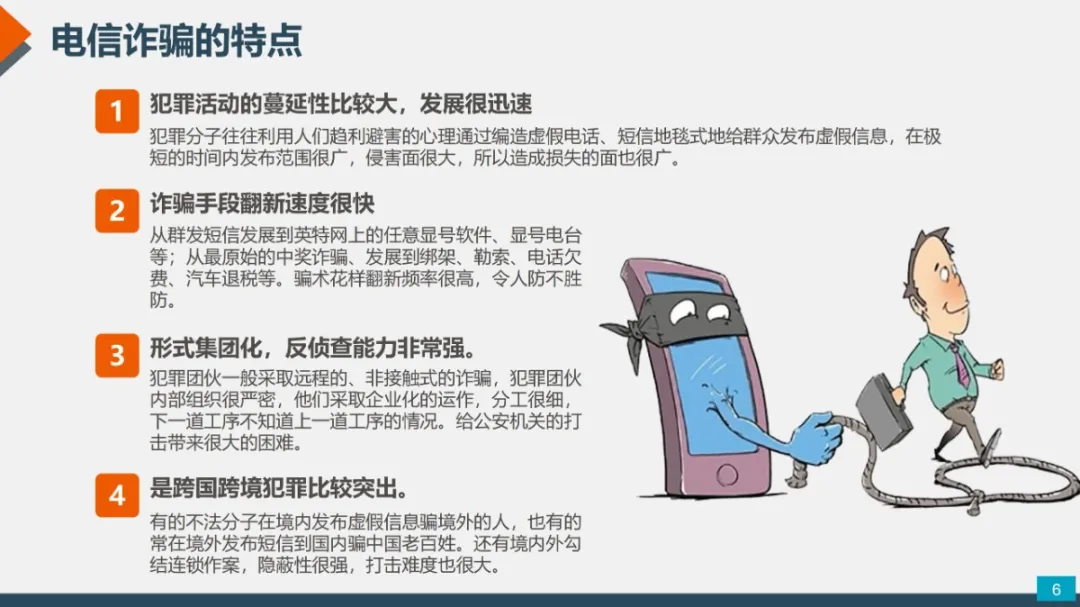 电信诈骗的特点
1
犯罪活动的蔓延性比较大，发展很迅速
犯罪分子往往利用人们趋利避害的心理通过编造虚假电话、短信地毯式地给群众发布虚假信息，在极
短的时间内发布范围很广，侵害面很大，所以造成损失的面也很广。
2
诈骗手段翻新速度很快
从群发短信发展到英特网上的任意显号软件、显号电台
等；从最原始的中奖诈骗、发展到绑架、勒索、电话欠
费、汽车退税等。骗术花样翻新频率很高，令人防不胜
防。
3
形式集团化，反侦查能力非常强。
犯罪团伙一般采取远程的、非接触式的诈骗，犯罪团伙
内部组织很严密，他们采取企业化的运作，分工很细，
下一道工序不知道上一道工序的情况。给公安机关的打
击带来很大的困难。
4
是跨国跨境犯罪比较突出。
有的不法分子在境内发布虚假信息骗境外的人，也有的
常在境外发布短信到国内骗中国老百姓。还有境内外勾
结连锁作案，隐蔽性很强，打击难度也很大。
6